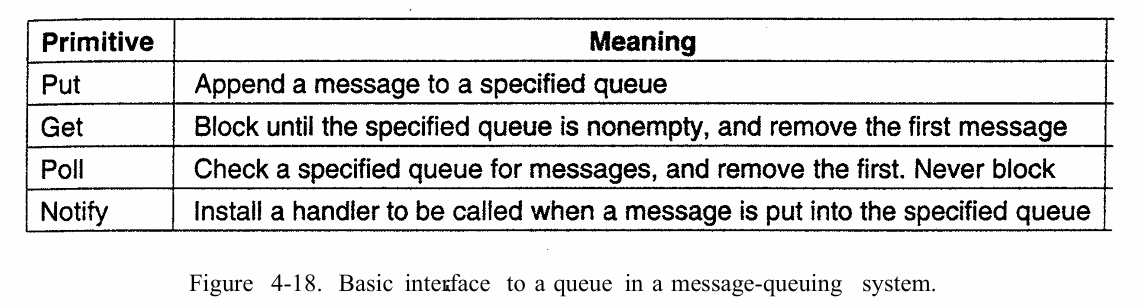 Primitive Meaning
Put Append a message to a specified queue
Get Block until the specified queue is nonempty, and remove the first message
Poll Check a specified queue for messages, and remove the first. Never block
Notify Install a handler to be called when a message is put into the specified queue
Figure 4-18. Basic interface to a queue in a message-queuing system.